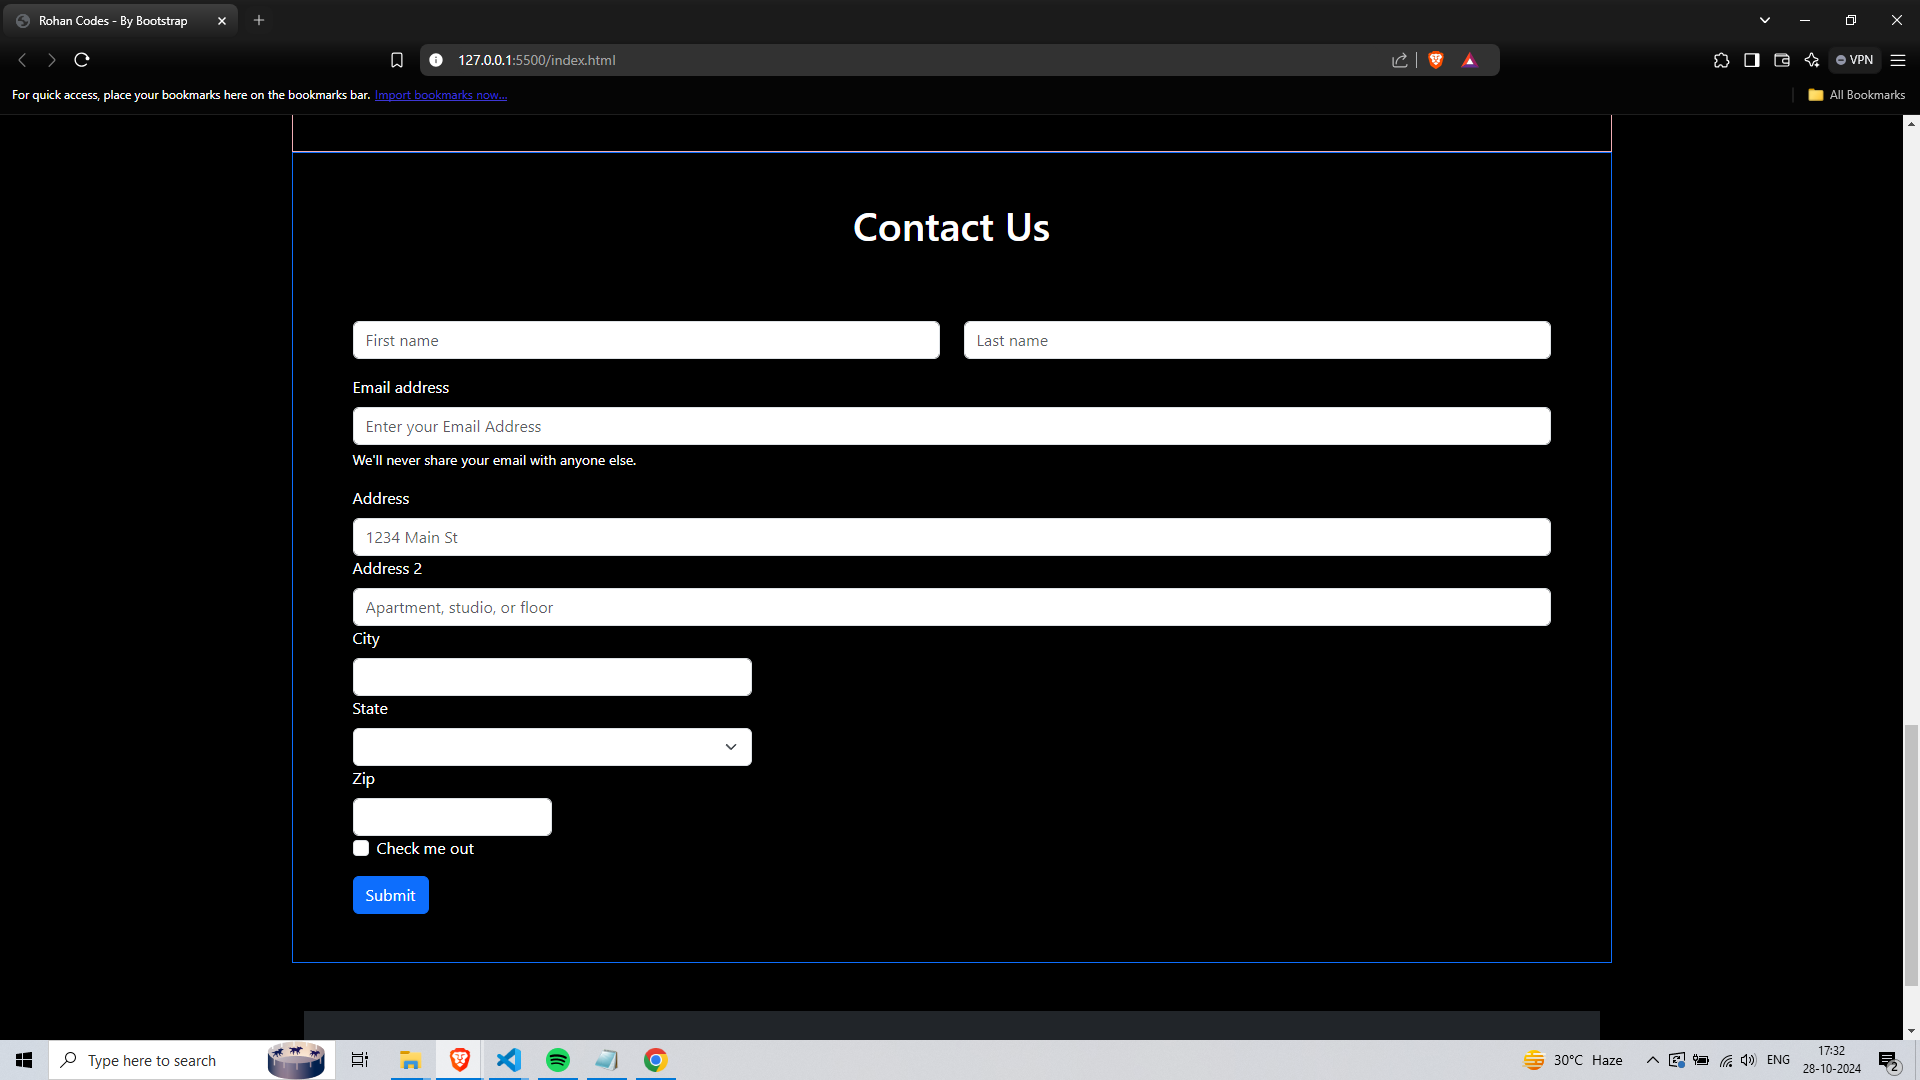 Rohan Codes - By Bootstrap
127.0.0.1:5500/index.html
VPN
For quick access, place your bookmarks here on the bookmarks bar. Import bookmarks now...
All Bookmarks
Contact Us
First name
Last name
Email address
Enter your Email Address
We'll never share your email with anyone else.
Address
1234 Main St
Address 2
Apartment, studio, or floor
City
State
Zip
Check me out
Submit
Type here to search
30°C Haze
ENG
17:32
28-10-2024
2